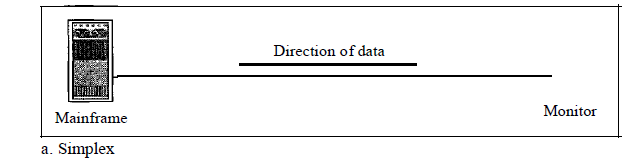 Direction of data
Monitor
Mainframe
a. Simplex